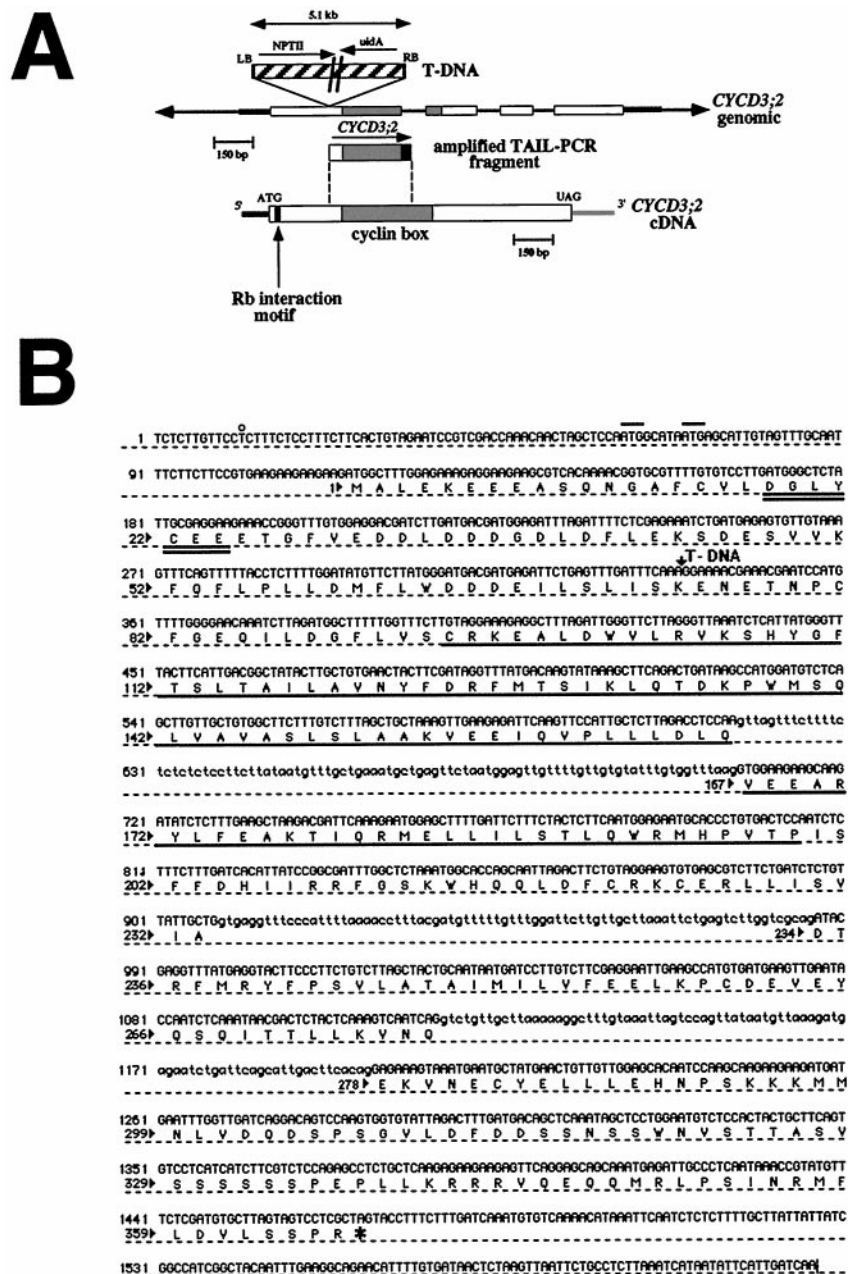 A
5.1 kb
NPTII
uidA
LB
RB
T-DNA
CYCD3;2
genomic
150 bp
CYCD3;2
amplified TAIL-PCR
fragment
ATG
UAG
5'
3'
CYCD3;2
cDNA
cyclin box
150 bp
Rb interaction
motif
B
1 TCTCTTGTTCCTCTTTCTCCTTTCTTCACTGTAGAATCCGTCGACCAAACAACTAGCTCCAATGGCATAATGAGCATTGTAGTTTGCAAT
91 TTCTTCTTCCGTGAAGAAGAAGAAGATGGCTTTGGAGAAAGAGGAAGAAGCGTCACAAAACGGTGCGTTTTGTGTCCTTGATGGGCTCTA
1 M A L E K E E E A S Q N G A F C V L D G L Y
181 TTGCGAGGAAGAAACCGGGTTTGTGGAGGACGATCTTGATGACGATGGAGATTTAGATTTTCTCGAGAAATCTGATGAGAGTGTTGTAAA
22 C E E E T G F V E D D L D D D G D L D F L E K S D E S V V K
T-DNA
271 GTTTCAGTTTTTACCTCTTTTGGATATGTTCTTATGGGATGACGATGAGATTCTGAGTTTGATTTCAAAGGAAAACGAAACGAATCCATG
52 F Q F L P L L D M F L W D D D E I L S L I S K E N E T N P C
361 TTTTGGGGAACAAATCTTAGATGGCTTTTTGGTTTCTTGTAGGAAAGAGGCTTTAGATTGGGTTCTTAGGGTTAAATCTCATTATGGGTT
82 F G E Q I L D G F L V S C R K E A L D W V L R V K S H Y G F
451 TACTTCATTGACGGCTATACTTGCTGTGAACTACTTCGATAGGTTTATGACAAGTATAAAGCTTCAGACTGATAAGCCATGGATGTCTCA
112 T S L T A I L A V N Y F D R F M T S I K L Q T D K P W M S Q
541 GCTTGTTGCTGTGGCTTCTTTGTCTTTAGCTGCTAAAGTTGAAGAGATTCAAGTTCCATTGCTCTTAGACCTCCAAgttagtttcttttc
142 L V A V A S L S L A A K V E E I Q V P L L L D L Q
631 tctctctccttcttataatgtttgctgaaatgctgagttctaatggagttgttttgttgtgtatttgtggtttaagGTGGAAGAAGCAAG
167 V E E A R
721 ATATCTCTTTGAAGCTAAGACGATTCAAAGAATGGAGCTTTTGATTCTTTCTACTCTTCAATGGAGAATGCACCCTGTGACTCCAATCTC
172 Y L F E A K T I Q R M E L L I L S T L Q W R M H P V T P I S
811 TTTCTTTGATCACATTATCCGGCGATTTGGCTCTAAATGGCACCAGCAATTAGACTTCTGTAGGAAGTGTGAGCGTCTTCTGATCTCTGT
202 F F D H I I R R F G S K W H Q Q L D F C R K C E R L L I S V
901 TATTGCTGgtgaggtttcccattttaaaacctttacgatgtttttgtttggattcttgttgcttaaattctgagtcttggtcgcagATAC
232 I A
234 D T
991 GAGGTTTATGAGGTACTTCCCTTCTGTCTTAGCTACTGCAATAATGATCCTTGTCTTCGAGGAATTGAAGCCATGTGATGAAGTTGAATA
236 R F M R Y F P S V L A T A I M I L V F E E L K P C D E V E Y
1081 CCAATCTCAAATAACGACTCTACTCAAAGTCAATCAGgtctgttgcttaaaaaggctttgtaaattagtccagttataatgttaaagatg
266 Q S Q I T T L L K V N Q
1171 agaatctgattcagcattgacttcacagGAGAAAGTAAATGAATGCTATGAACTGTTGTTGGAGCACAATCCAAGCAAGAAGAAGATGAT
278 E K V N E C Y E L L L E H N P S K K K M M
1261 GAATTTGGTTGATCAGGACAGTCCAAGTGGTGTATTAGACTTTGATGACAGCTCAAATAGCTCCTGGAATGTCTCCACTACTGCTTCAGT
299 N L V D Q D S P S G V L D F D D S S N S S W N V S T T A S V
1351 GTCCTCATCATCTTCGTCTCCAGAGCCTCTGCTCAAGAGAAGAAGAGTTCAGGAGCAGCAAATGAGATTGCCCTCAATAAACCGTATGTT
329 S S S S S S P E P L L K R R R V Q E Q Q M R L P S I N R M F
1441 TCTCGATGTGCTTAGTAGTCCTCGCTAGTACCTTTCTTTGATCAAATGTGTCAAAACATAAATTCAATCTCTCTTTTGCTTATTATTATC
359 L D V L S S P R *
1531 GGCCATCGGCTACAATTTGAAGGCAGAACATTTTGTGATAACTCTAAGTTAATTCTGCCTCTTAAATCATAATATTCATTGATCAA